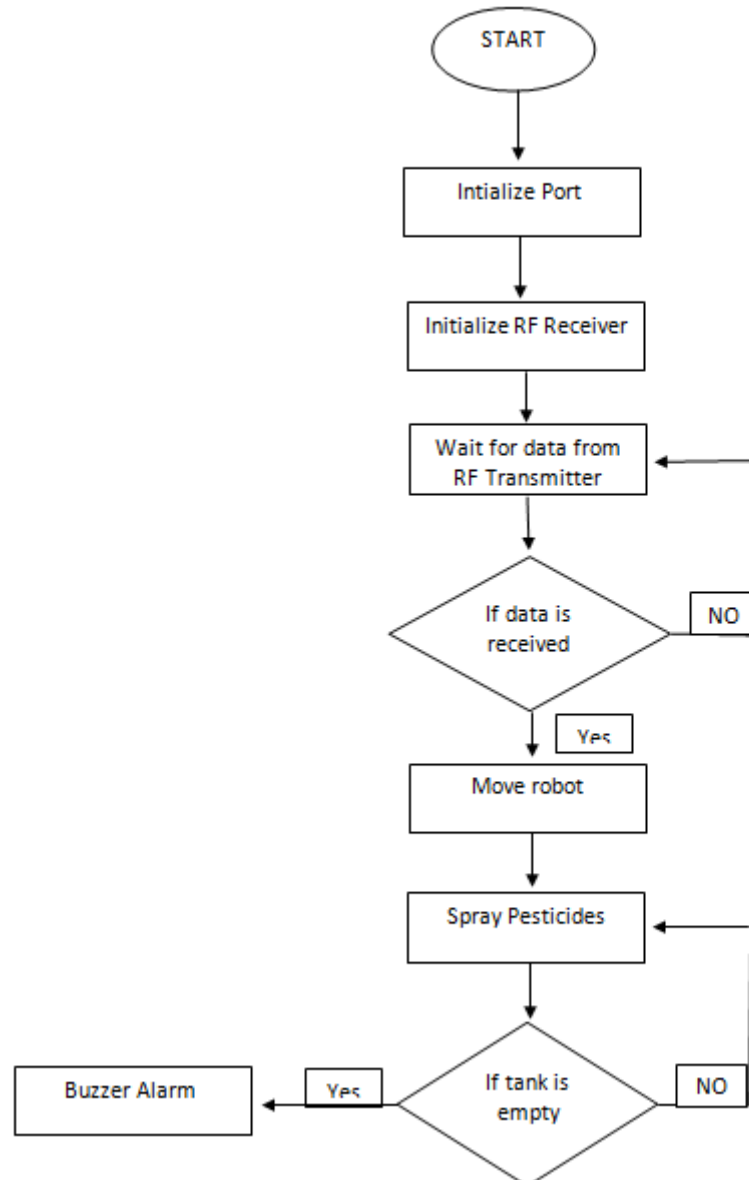 START
Intialize Port
Initialize RF Receiver
Wait for data from
RF Transmitter
If data is
received
NO
Yes
Move robot
Spray Pesticides
If tank is
empty
NO
Yes
Buzzer Alarm